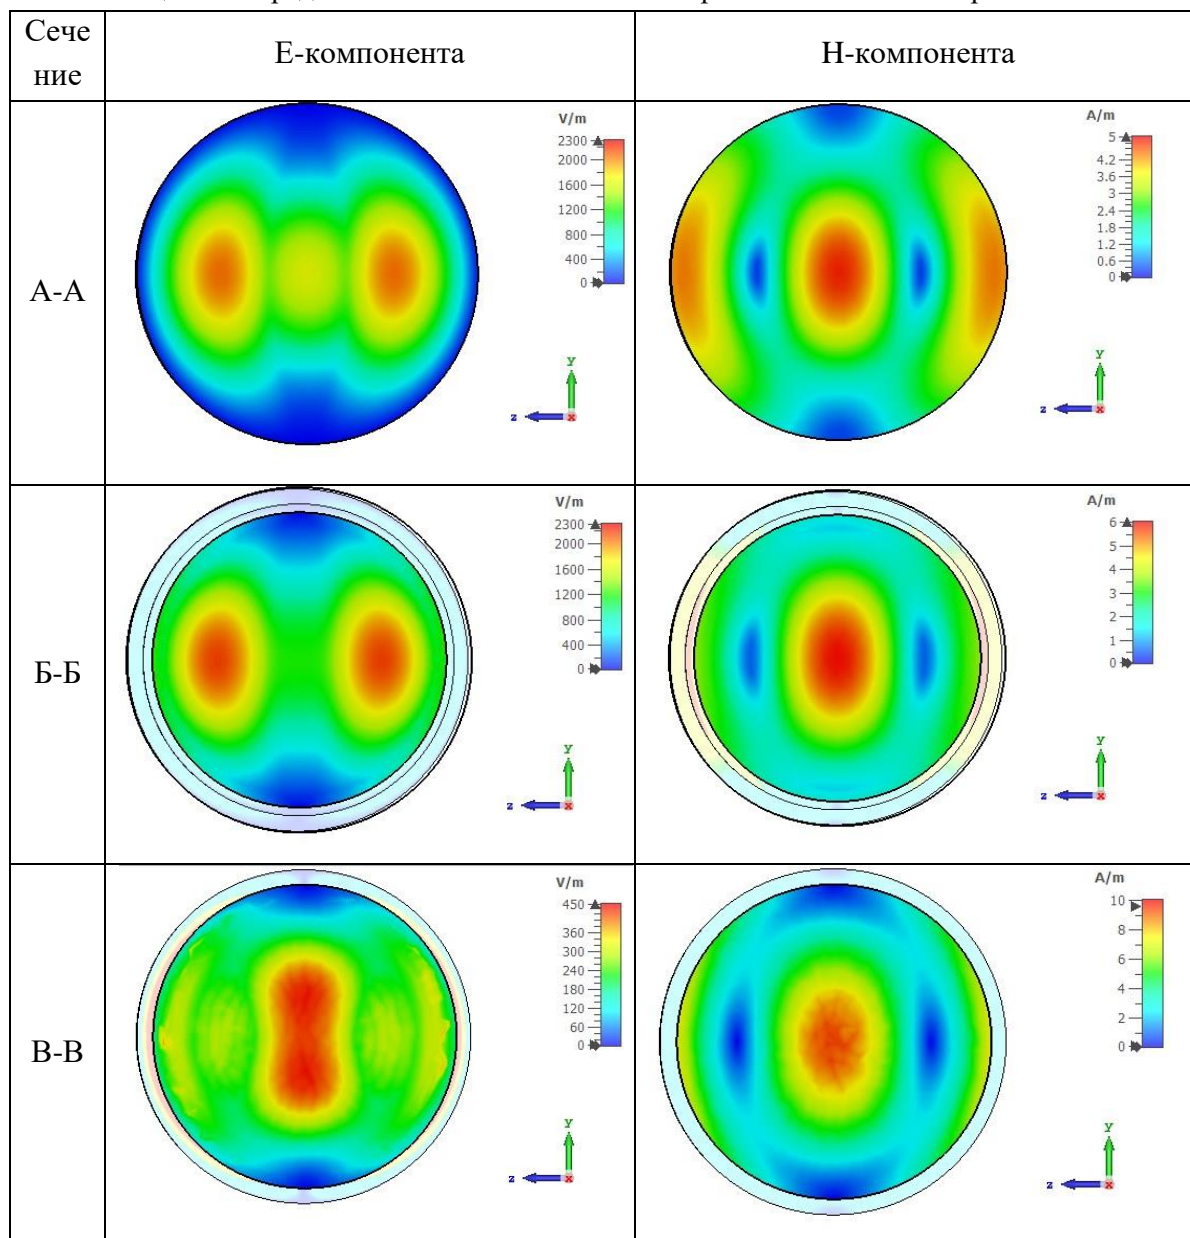 Сече
ние
Е-компонента
Н-компонента
А-А
V/m
2300
2000
1600
1200
800
400
0
y
z
x
A/m
5
4.2
3.6
3
2.4
1.8
1.2
0.6
0
y
z
x
Б-Б
V/m
2300
2000
1600
1200
800
400
0
y
z
x
A/m
6
5
4
3
2
1
0
y
z
x
В-В
V/m
450
360
300
240
180
120
60
0
y
z
x
A/m
10
8
6
4
2
0
y
z
x